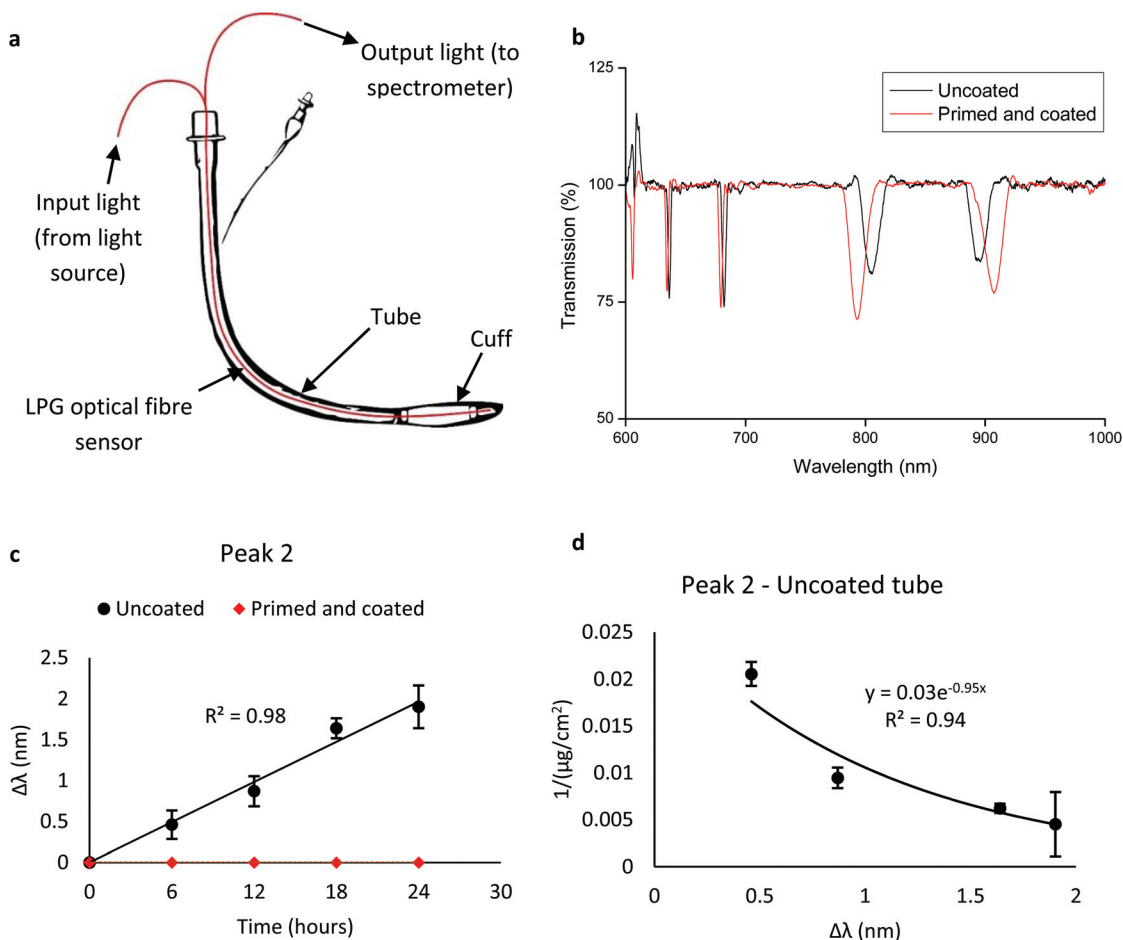 a
Output light (to
spectrometer)
Input light
(from light
source)
Tube
Cuff
LPG optical fibre
sensor
b
125
100
75
50
Transmission (%)
Uncoated
Primed and coated
600
700
800
900
1000
Wavelength (nm)
c
Peak 2
Uncoated
Primed and coated
2.5
2
1.5
1
0.5
0
Δλ (nm)
R² = 0.98
0
6
12
18
24
30
Time (hours)
d
Peak 2 - Uncoated tube
0.025
0.02
0.015
0.01
0.005
0
1/(µg/cm²)
y = 0.03e⁻⁰·⁹⁵ˣ
R² = 0.94
0
0.5
1
1.5
2
Δλ (nm)